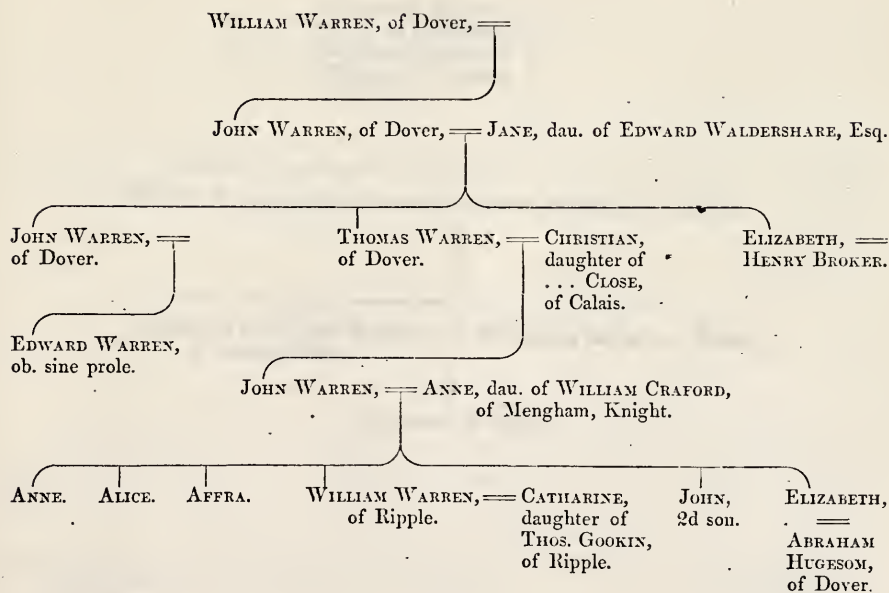 WILLIAM WARREN, of Dover,
JOHN WARREN, of Dover, JANE, dau. of EDWARD WALDERSHARE, Esq.
JOHN WARREN,
of Dover.
THOMAS WARREN,
of Dover.
CHRISTIAN,
daughter of
... CLOSE,
of Calais.
ELIZABETH,
HENRY BROKER.
EDWARD WARREN,
ob. sine prole.
JOHN WARREN, ANNE, dau. of WILLIAM CRAFORD,
of Mengham, Knight.
ANNE. ALICE. AFFRA.
WILLIAM WARREN,
of Ripple.
CATHARINE,
daughter of
THOS. GOOKIN,
of Ripple.
JOHN,
2d son.
ELIZABETH,
ABRAHAM
HUGESOM,
of Dover.